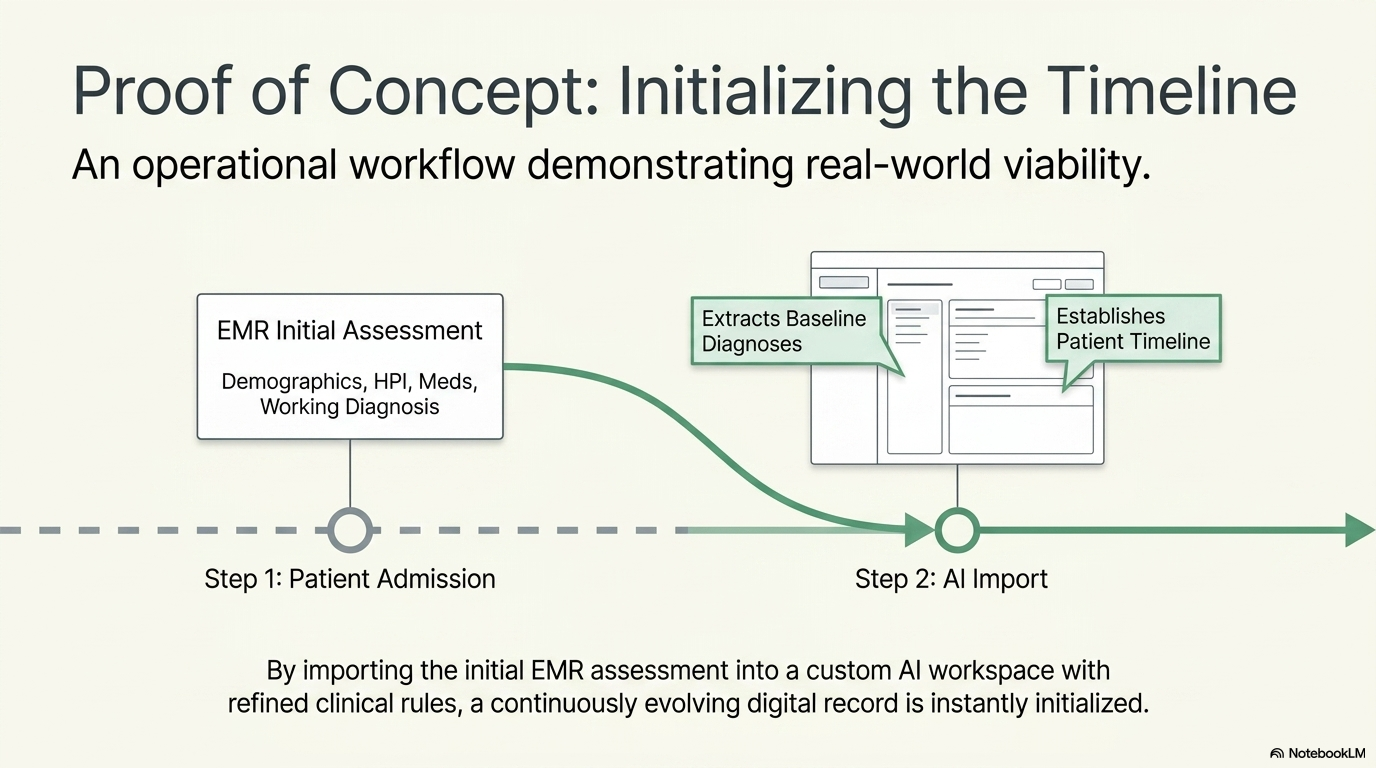 Proof of Concept: Initializing the Timeline
An operational workflow demonstrating real-world viability.
EMR Initial Assessment
Demographics, HPI, Meds,
Working Diagnosis
Extracts Baseline
Diagnoses
Establishes
Patient Timeline
Step 1: Patient Admission
Step 2: AI Import
By importing the initial EMR assessment into a custom AI workspace with
refined clinical rules, a continuously evolving digital record is instantly initialized.
NotebookLM